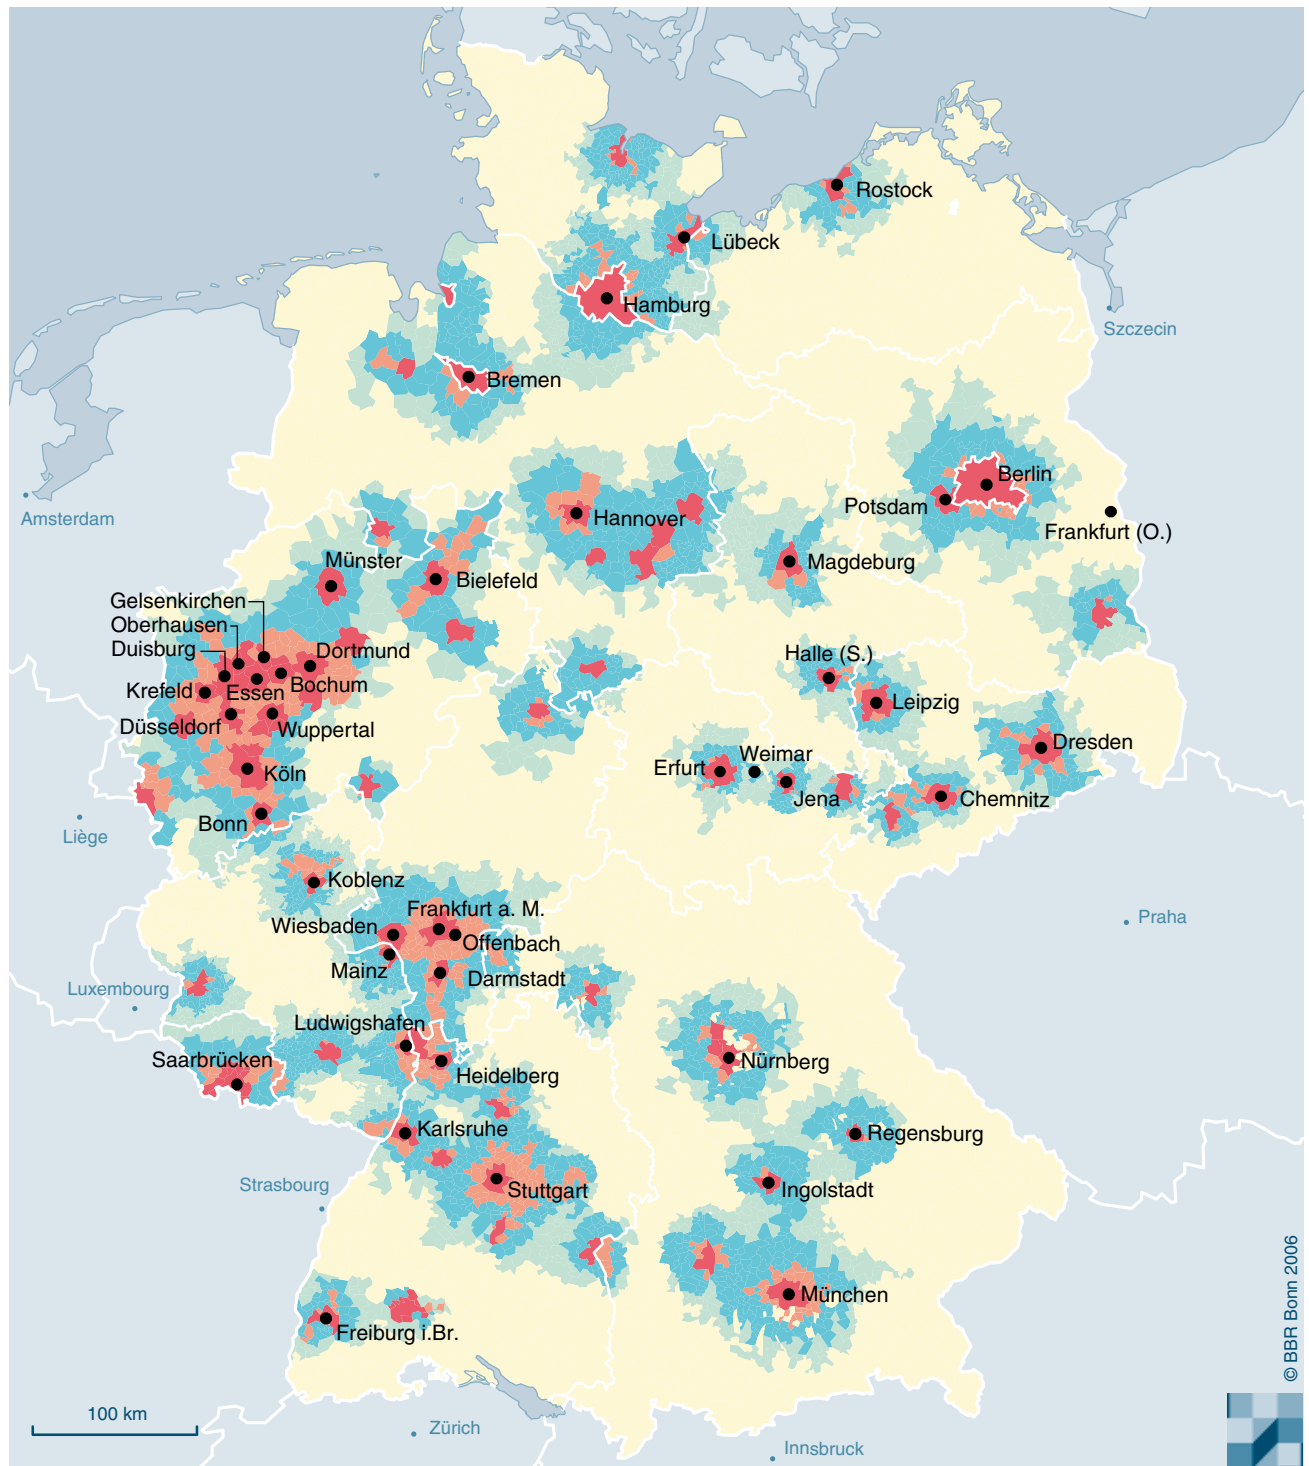 Rostock
Lübeck
Hamburg
Szczecin
Bremen
Berlin
Potsdam
Amsterdam
Hannover
Frankfurt (O.)
Münster
Magdeburg
Bielefeld
Gelsenkirchen
Oberhausen
Duisburg
Dortmund
Halle (S.)
Krefeld
Essen
Bochum
Leipzig
Düsseldorf
Wuppertal
Dresden
Weimar
Erfurt
Köln
Jena
Chemnitz
Bonn
Liège
Koblenz
Frankfurt a. M.
Praha
Wiesbaden
Offenbach
Mainz
Darmstadt
Luxembourg
Ludwigshafen
Saarbrücken
Nürnberg
Heidelberg
Karlsruhe
Regensburg
Strasbourg
Stuttgart
Ingolstadt
München
Freiburg i.Br.
© BBR Bonn 2006
100 km
Zürich
Innsbruck